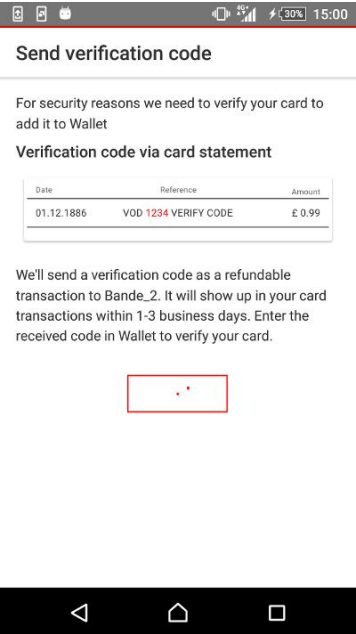 4G+
30% 15:00
Send verification code
For security reasons we need to verify your card to
add it to Wallet
Verification code via card statement
Date Reference Amount
01.12.1886 VOD 1234 VERIFY CODE £ 0.99
We'll send a verification code as a refundable
transaction to Bande_2. It will show up in your card
transactions within 1-3 business days. Enter the
received code in Wallet to verify your card.